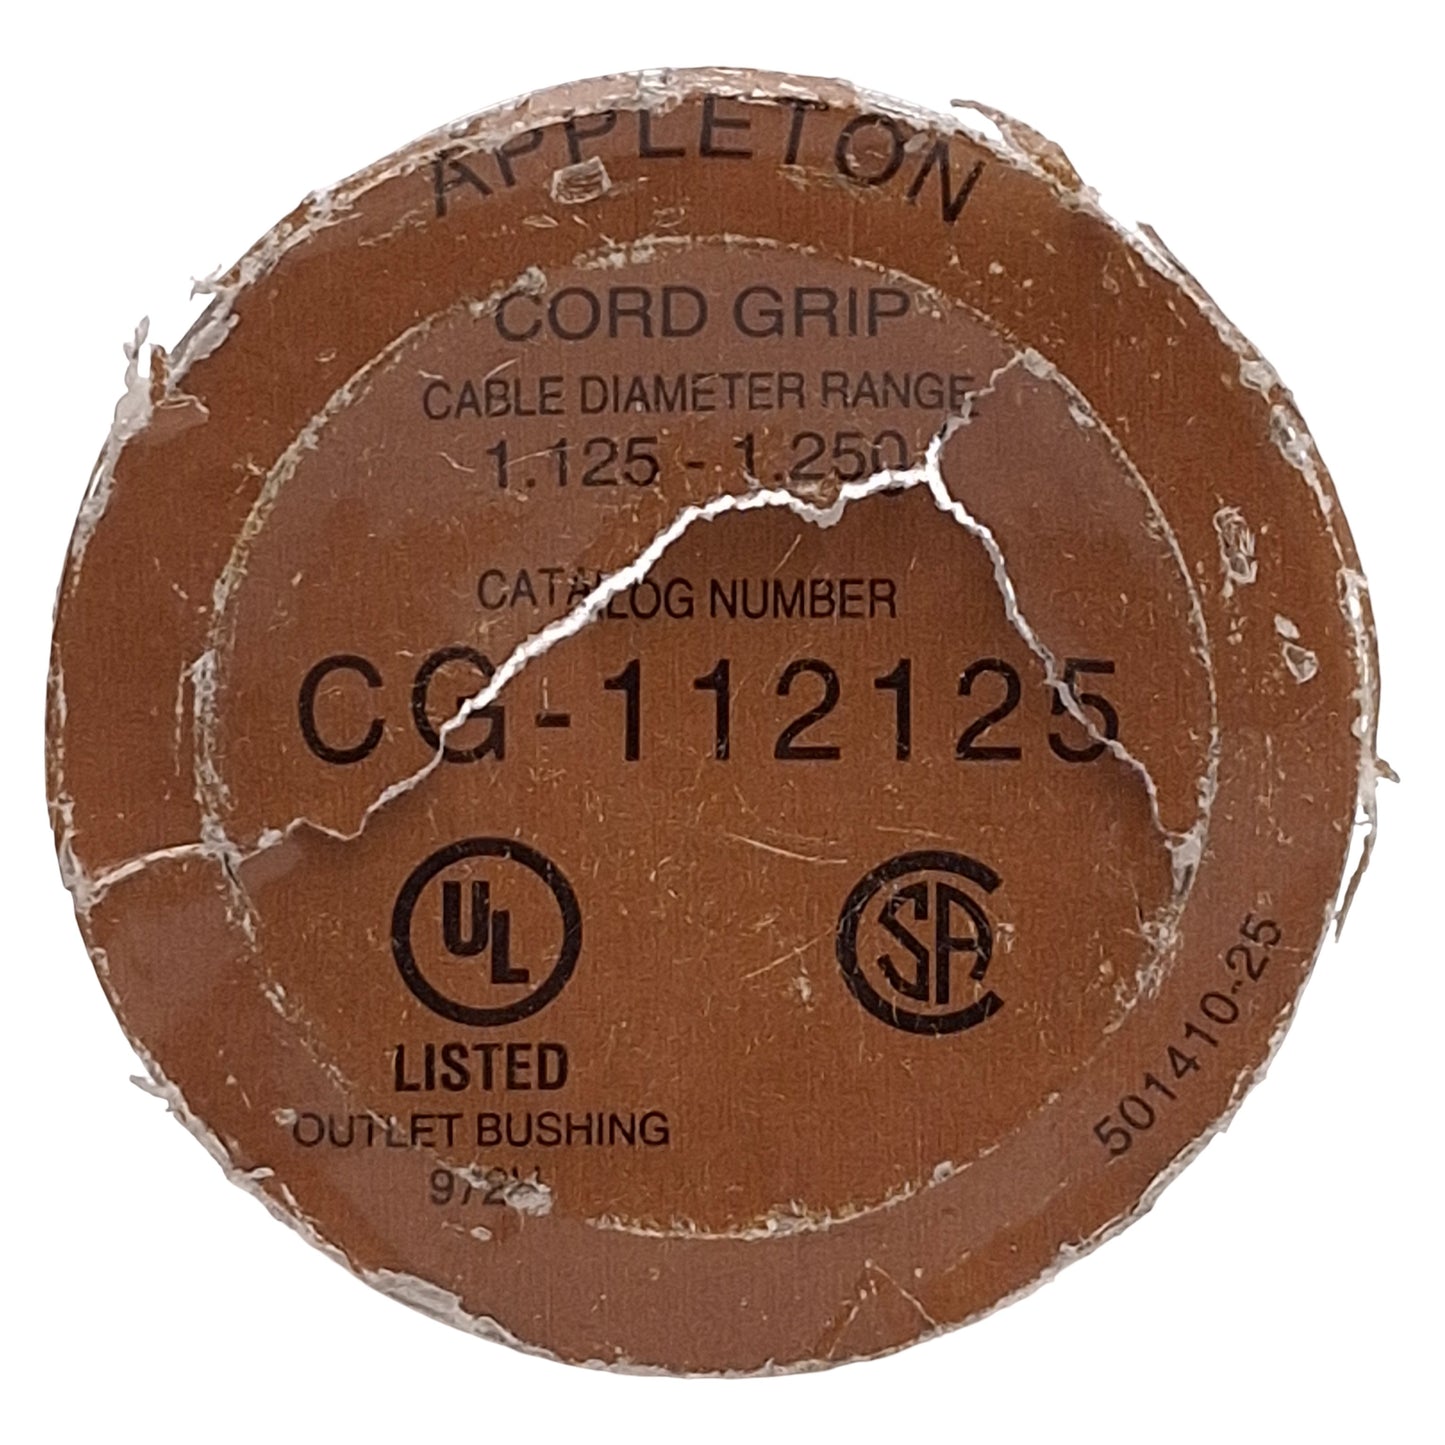 APPLETON
CORD GRIP
CABLE DIAMETER RANGE
1.125 - 1.250
CATALOG NUMBER
CG-112125
UL
SA
LISTED
OUTLET BUSHING
501410-25